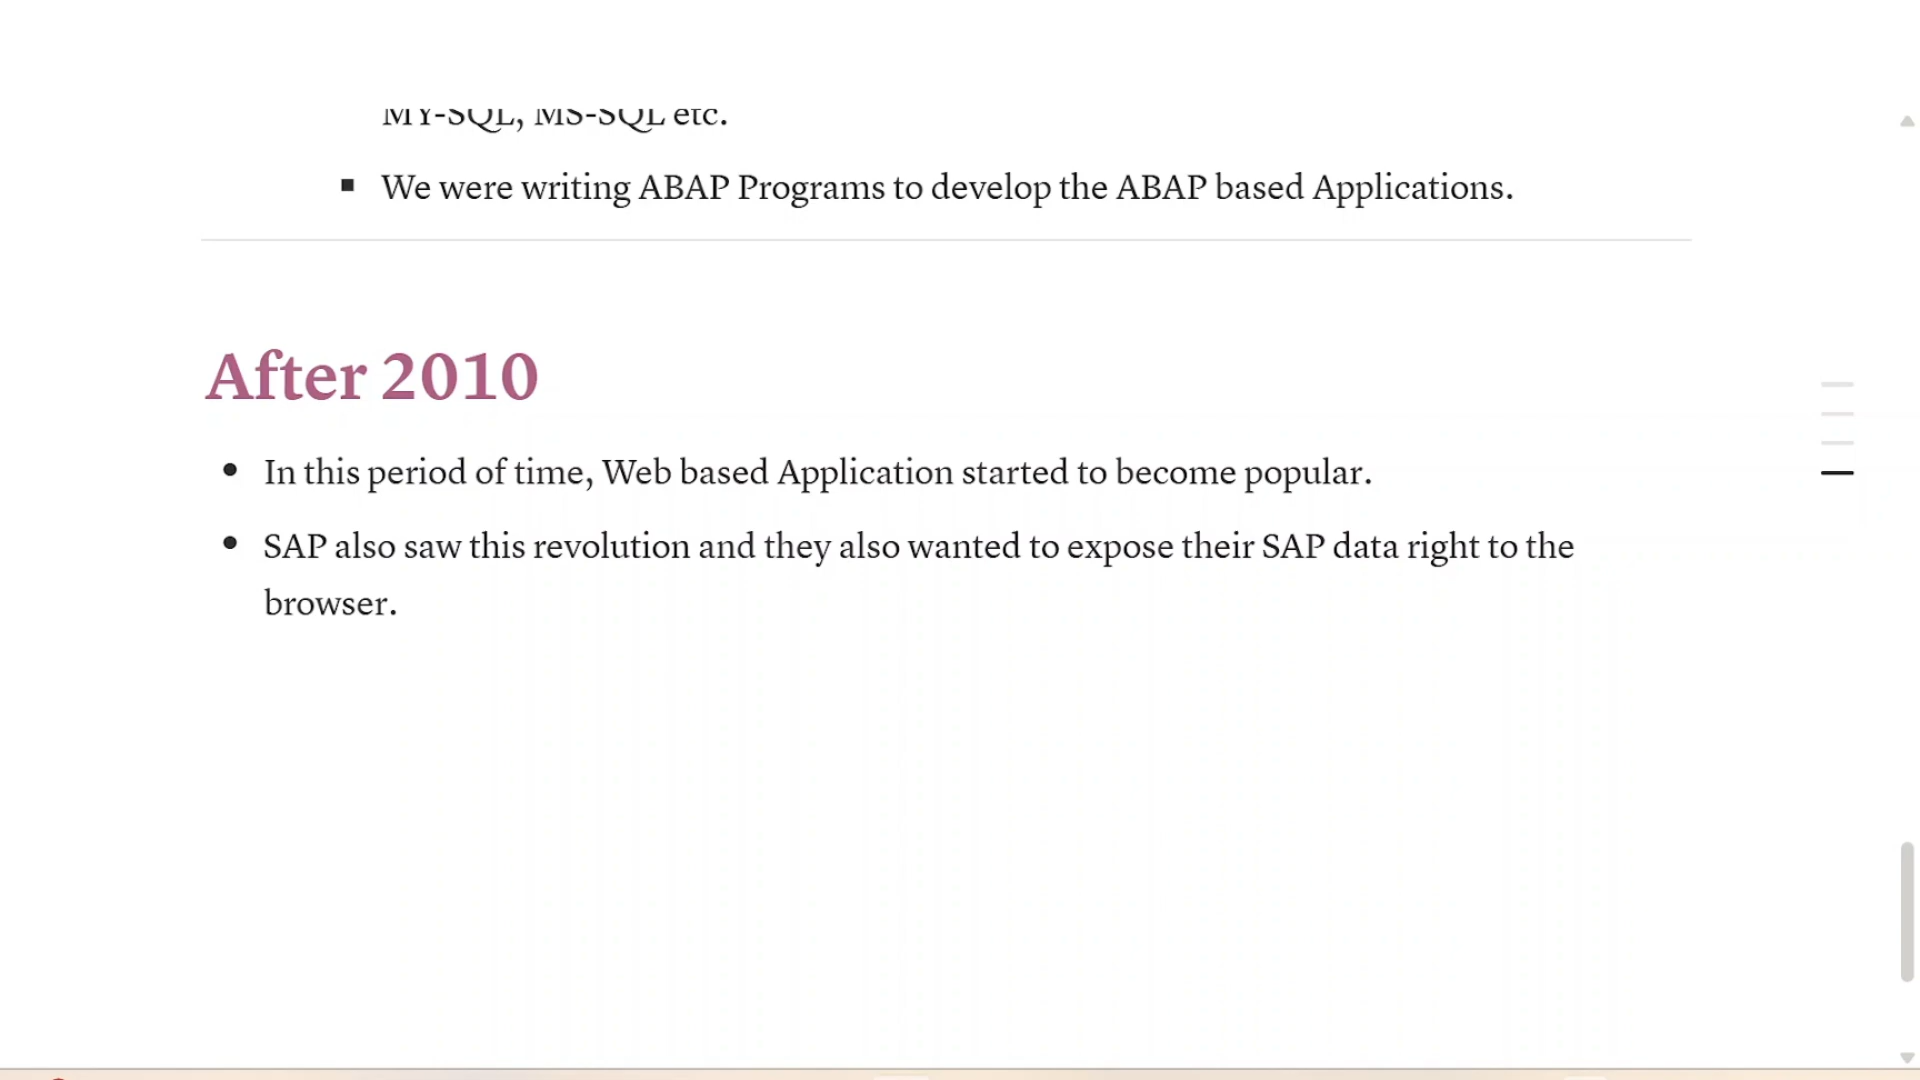 MY-SQL, MS-SQL etc.
We were writing ABAP Programs to develop the ABAP based Applications.
After 2010
In this period of time, Web based Application started to become popular.
SAP also saw this revolution and they also wanted to expose their SAP data right to the
browser.